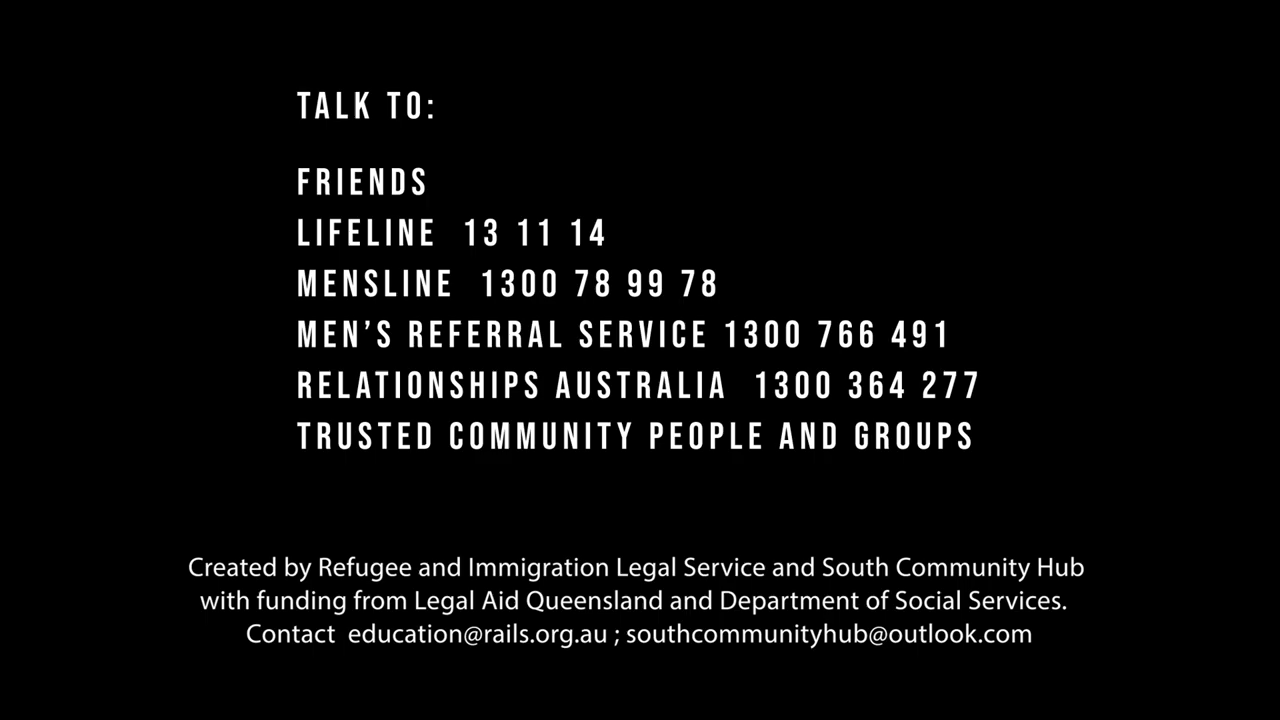 TALK TO:
FRIENDS
LIFELINE 13 11 14
MENSLINE 1300 78 99 78
MEN’S REFERRAL SERVICE 1300 766 491
RELATIONSHIPS AUSTRALIA 1300 364 277
TRUSTED COMMUNITY PEOPLE AND GROUPS
Created by Refugee and Immigration Legal Service and South Community Hub
with funding from Legal Aid Queensland and Department of Social Services.
Contact education@rails.org.au ; southcommunityhub@outlook.com